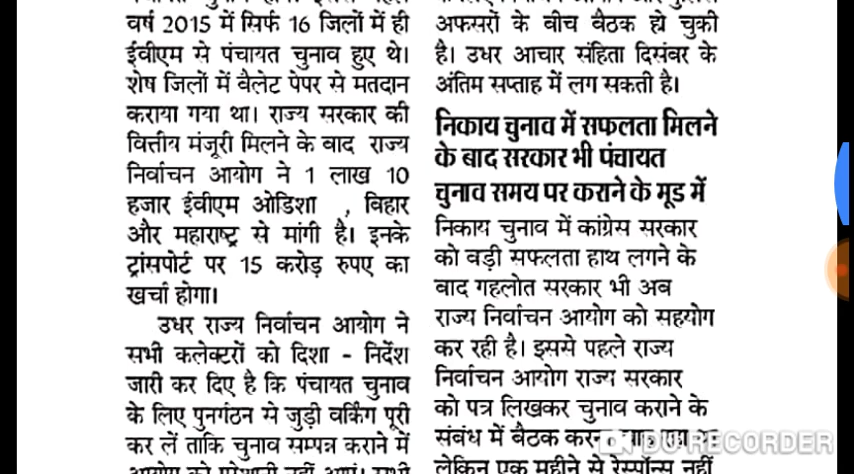 वर्ष 2015 में सिर्फ 16 जिलों में ही
ईवीएम से पंचायत चुनाव हुए थे।
शेष जिलों में वैलेट पेपर से मतदान
कराया गया था। राज्य सरकार की
वित्तीय मंजूरी मिलने के बाद राज्य
निर्वाचन आयोग ने 1 लाख 10
हजार ईवीएम ओडिशा , विहार
और महाराष्ट्र से मांगी है। इनके
ट्रांसपोर्ट पर 15 करोड़ रुपए का
खर्चा होगा।
उधर राज्य निर्वाचन आयोग ने
सभी कलेक्टरों को दिशा - निर्देश
जारी कर दिए है कि पंचायत चुनाव
के लिए पुनर्गठन से जुड़ी वर्किंग पूरी
कर लें ताकि चुनाव सम्पन्न कराने में
अफसरों के बीच बैठक हो चुकी
है। उधर आचार संहिता दिसंबर के
अंतिम सप्ताह में लग सकती है।
निकाय चुनाव में सफलता मिलने
के बाद सरकार भी पंचायत
चुनाव समय पर कराने के मूड में
निकाय चुनाव में कांग्रेस सरकार
को वड़ी सफलता हाथ लगने के
बाद गहलोत सरकार भी अब
राज्य निर्वाचन आयोग को सहयोग
कर रही है। इससे पहले राज्य
निर्वाचन आयोग राज्य सरकार
को पत्र लिखकर चुनाव कराने के
संबंध में बैठक करना
लेकिन एक महीने से रेस्पॉन्स नहीं
DU RECORDER